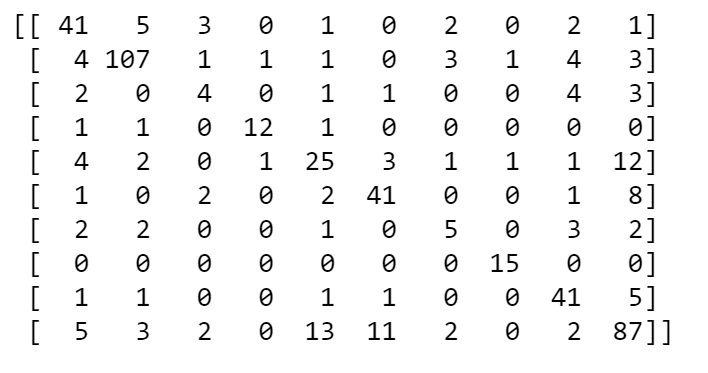 [[ 41 5 3 0 1 0 2 0 2 1]
[ 4 107 1 1 1 0 3 1 4 3]
[ 2 0 4 0 1 1 0 0 4 3]
[ 1 1 0 12 1 0 0 0 0 0]
[ 4 2 0 1 25 3 1 1 1 12]
[ 1 0 2 0 2 41 0 0 1 8]
[ 2 2 0 0 1 0 5 0 3 2]
[ 0 0 0 0 0 0 0 15 0 0]
[ 1 1 0 0 1 1 0 0 41 5]
[ 5 3 2 0 13 11 2 0 2 87]]